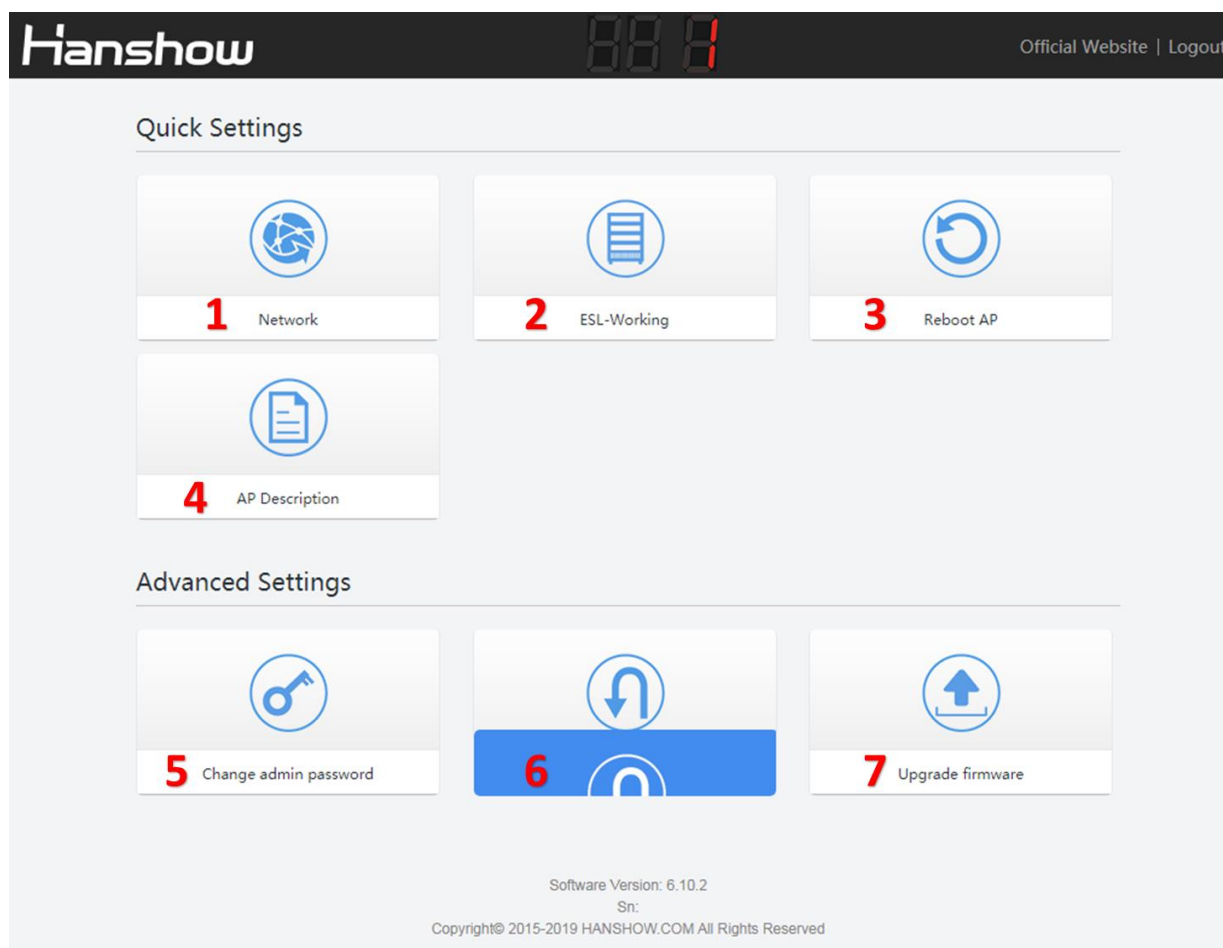 Hanshow
1
Official Website | Logout
Quick Settings
1 Network
2 ESL-Working
3 Reboot AP
4 AP Description
Advanced Settings
5 Change admin password
6
7 Upgrade firmware
Software Version: 6.10.2
Sn:
Copyright© 2015-2019 HANSHOW.COM All Rights Reserved